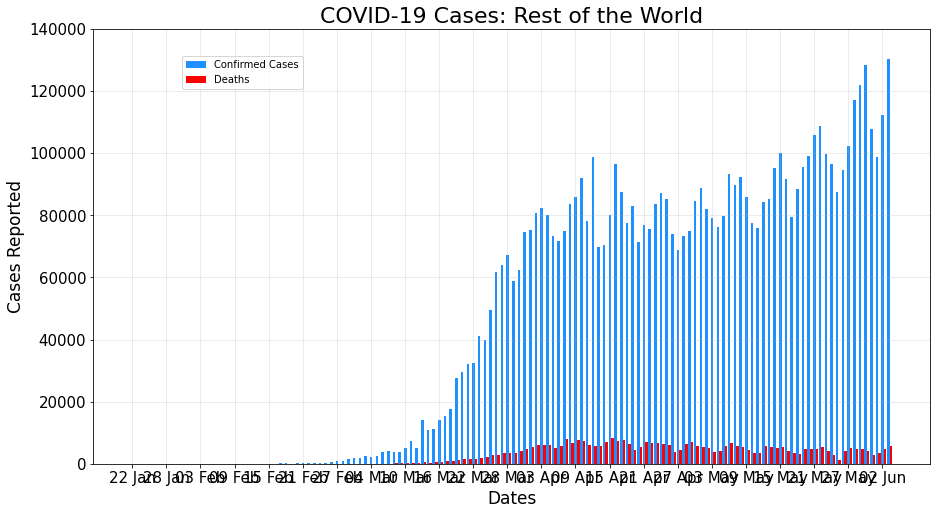 COVID-19 Cases: Rest of the World
140000
120000
100000
80000
60000
40000
20000
0
Cases Reported
Confirmed Cases
Deaths
22 Jan 28 Jan 03 Feb 09 Feb 15 Feb 21 Feb 27 Feb 04 Mar 10 Mar 16 Mar 22 Mar 28 Mar 03 Apr 09 Apr 15 Apr 21 Apr 27 Apr 03 May 09 May 15 May 21 May 27 May 02 Jun
Dates